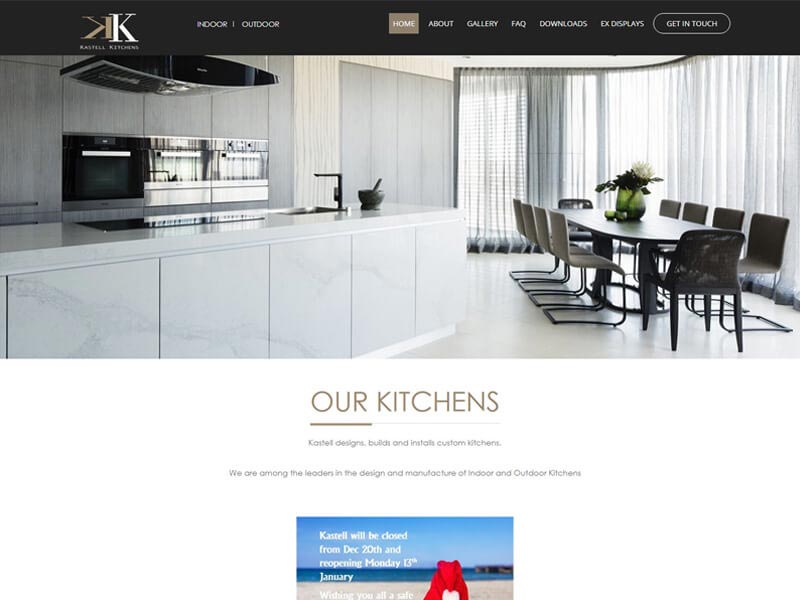 KK
KASTELL KITCHENS
INDOOR | OUTDOOR
HOME ABOUT GALLERY FAQ DOWNLOADS EX DISPLAYS GET IN TOUCH
OUR KITCHENS
Kastell designs, builds and installs custom kitchens.
We are among the leaders in the design and manufacture of Indoor and Outdoor Kitchens
Kastell will be closed
from Dec 20th and
reopening Monday 13th
January
Wishing you all a safe